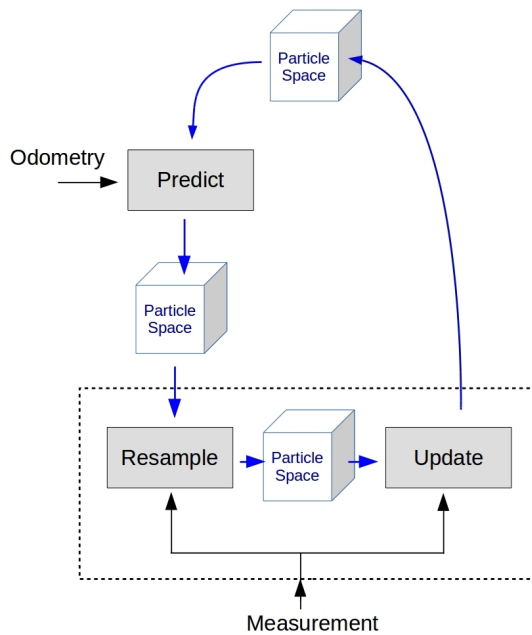 Particle
Space
Odometry
Predict
Particle
Space
Resample
Particle
Space
Update
Measurement